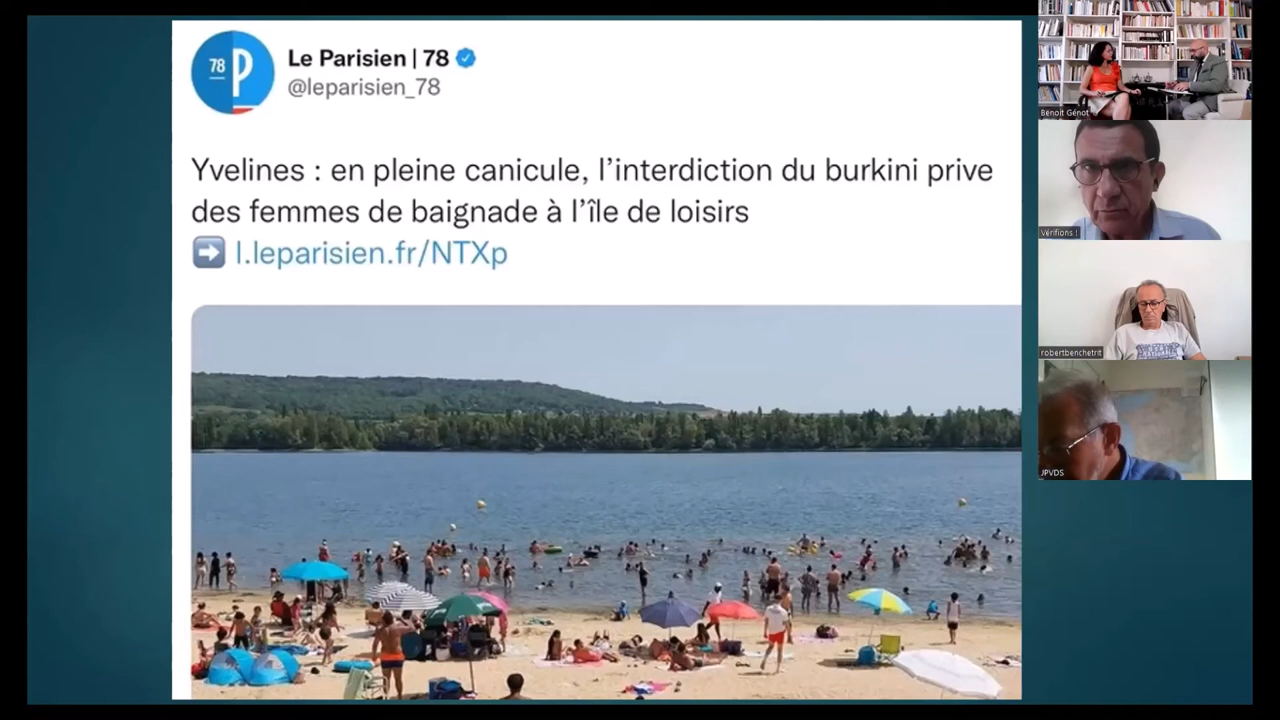 78
P
Le Parisien | 78
@leparisien_78
Yvelines : en pleine canicule, l’interdiction du burkini prive
des femmes de baignade à l’île de loisirs
l.leparisien.fr/NTXp
Benoit Génot
Vérifions !
robertbenchetrit
JPVDS